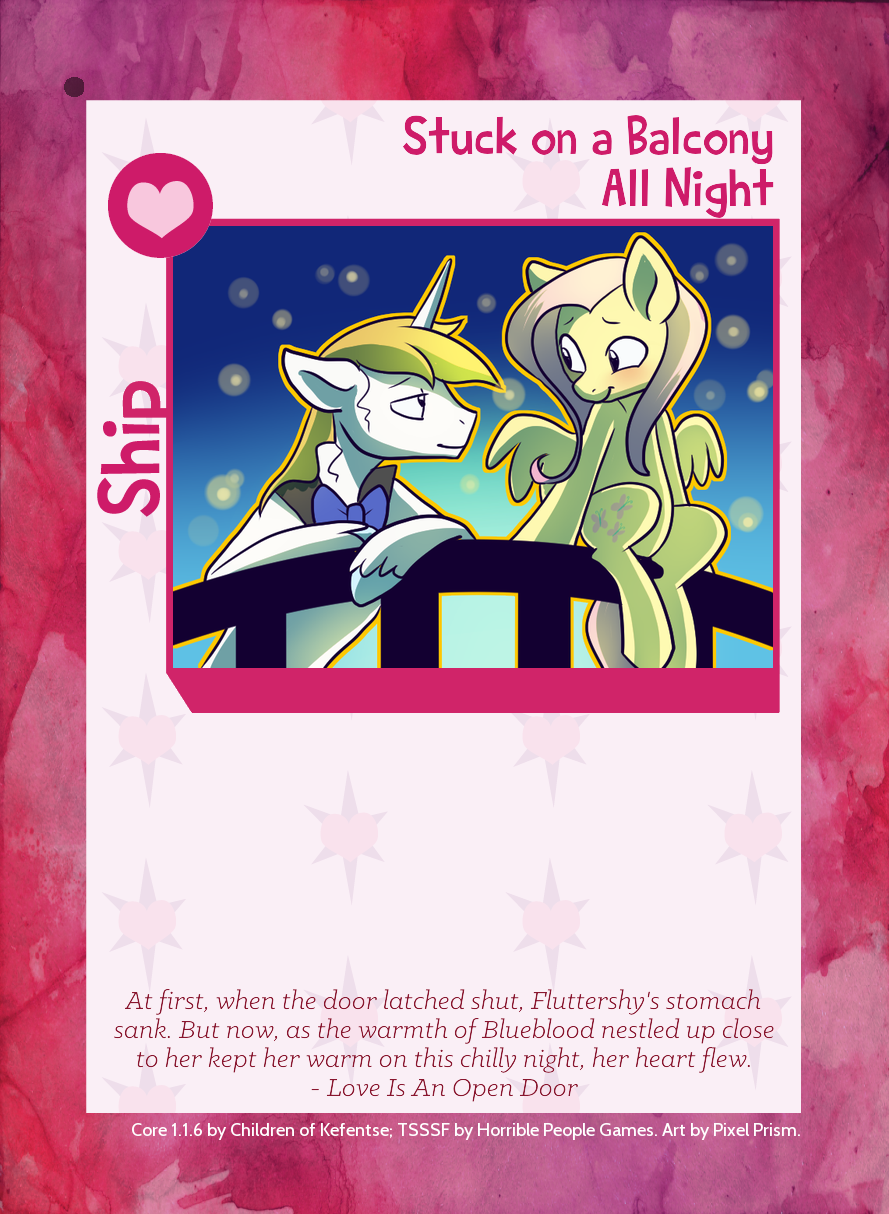 Stuck on a Balcony
All Night
Ship
At first, when the door latched shut, Fluttershy's stomach
sank. But now, as the warmth of Blueblood nestled up close
to her kept her warm on this chilly night, her heart flew.
- Love Is An Open Door
Core 1.1.6 by Children of Kefentse; TSSSF by Horrible People Games. Art by Pixel Prism.